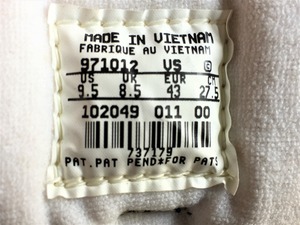 MADE IN VIETNAM
FABRIQUE AU VIETNAM
971012 VS ©
US UK EUR CM
9.5 8.5 43 27.5
102049 011 00
737179
PAT.PAT PEND*FOR PATS